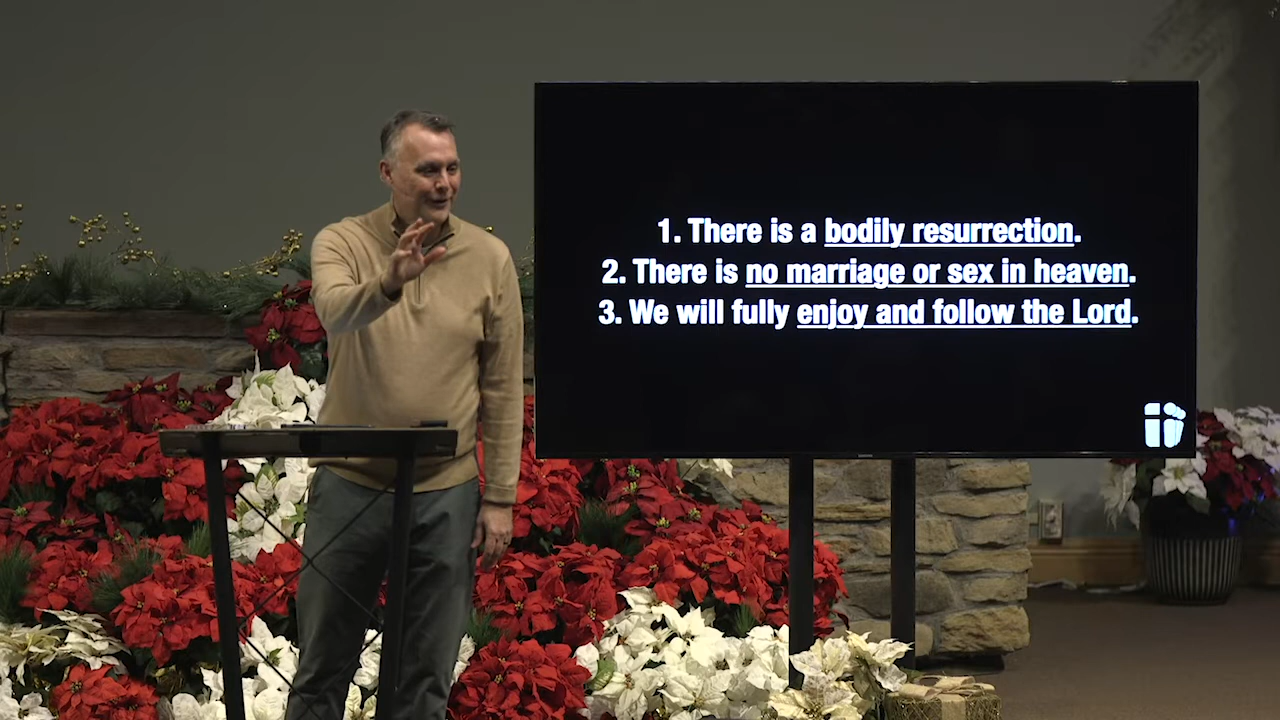 1. There is a bodily resurrection.
2. There is no marriage or sex in heaven.
3. We will fully enjoy and follow the Lord.